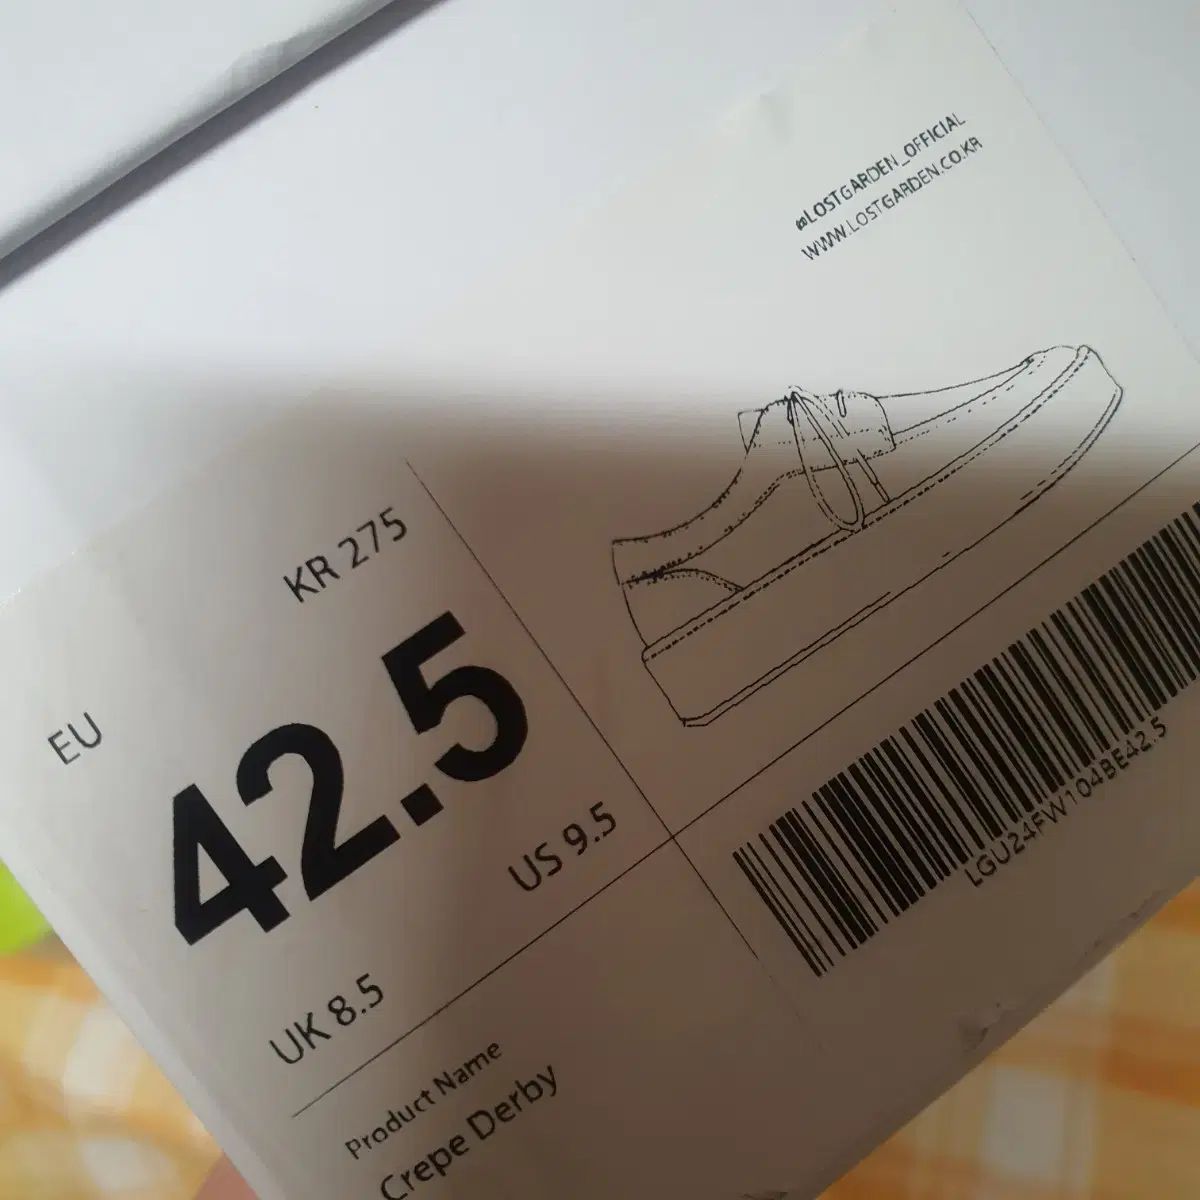 @LOSTGARDEN_OFFICIAL
WWW.LOSTGARDEN.CO.KR
EU
KR 275
42.5
UK 8.5
US 9.5
LGU24FW104BE42.5
Product Name
Crepe Derby